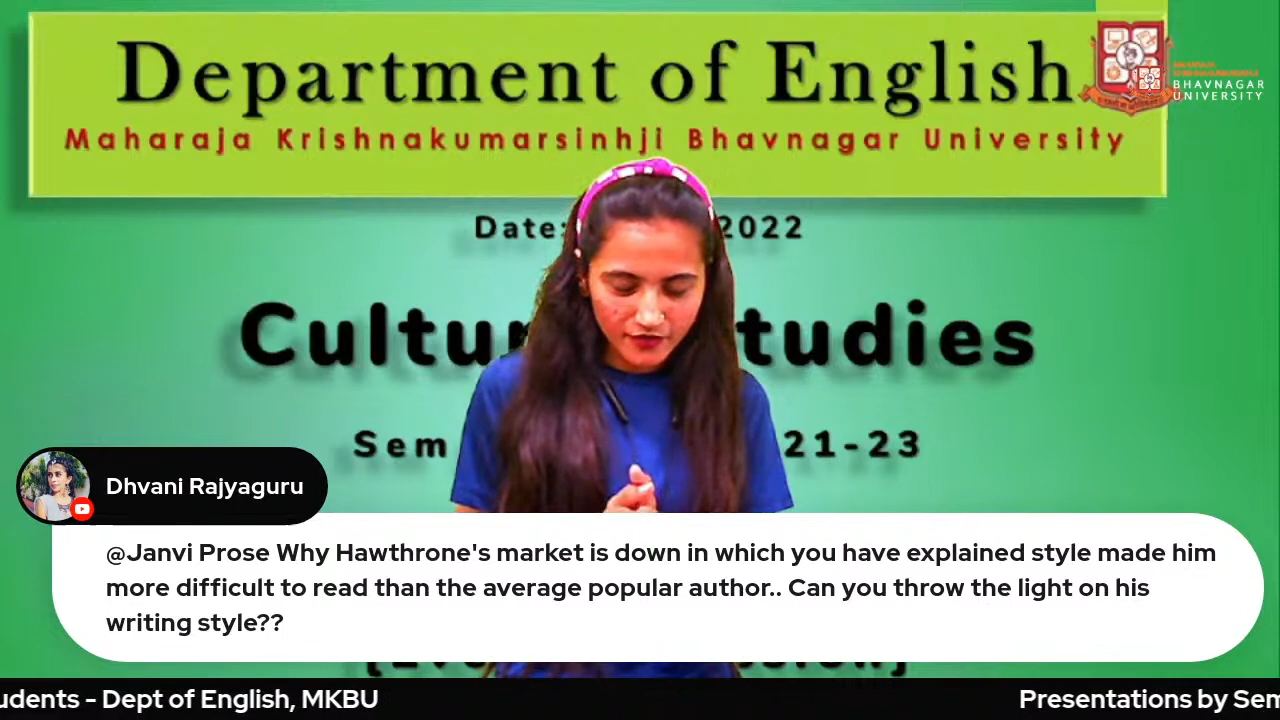 Department of English
Maharaja Krishnakumarsinhji Bhavnagar University
BHAVNAGAR
UNIVERSITY
Date: 2022
Cultu tudies
Sem 21-23
Dhvani Rajyaguru
@Janvi Prose Why Hawthrone's market is down in which you have explained style made him
more difficult to read than the average popular author.. Can you throw the light on his
writing style??
udents - Dept of English, MKBU Presentations by Sem